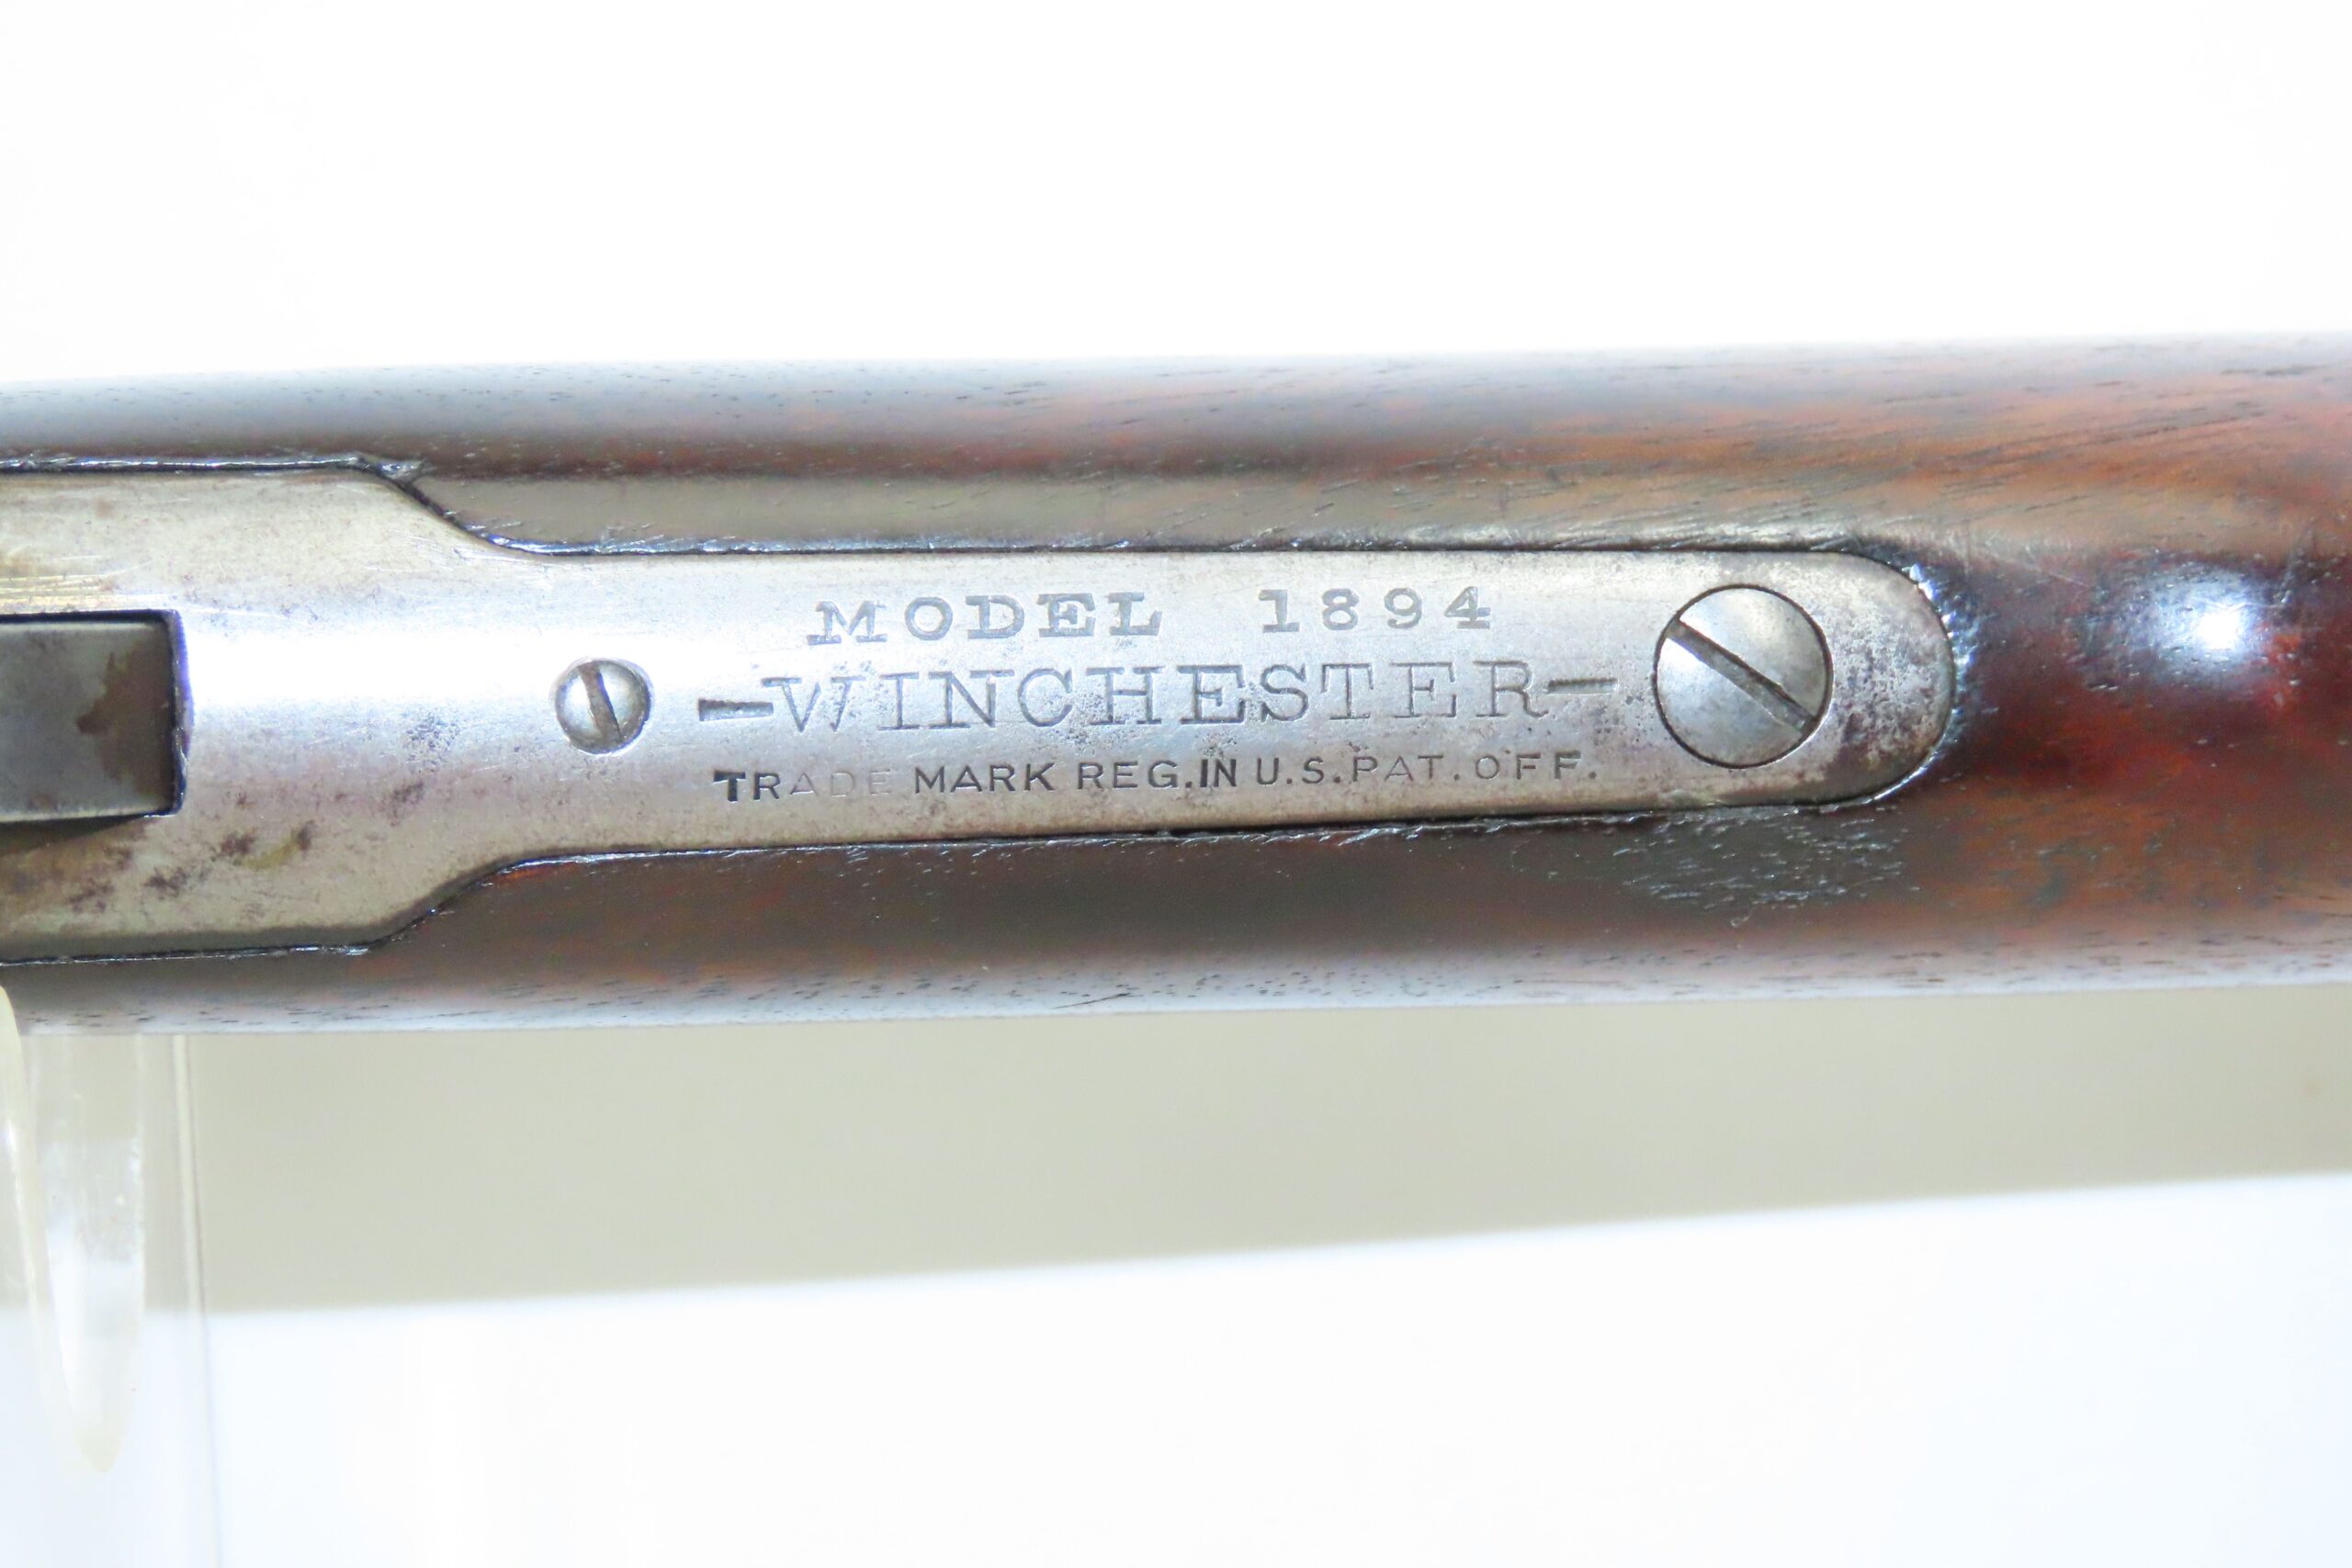 MODEL 1894
–WINCHESTER–
TRADE MARK REG. IN U.S. PAT. OFF.